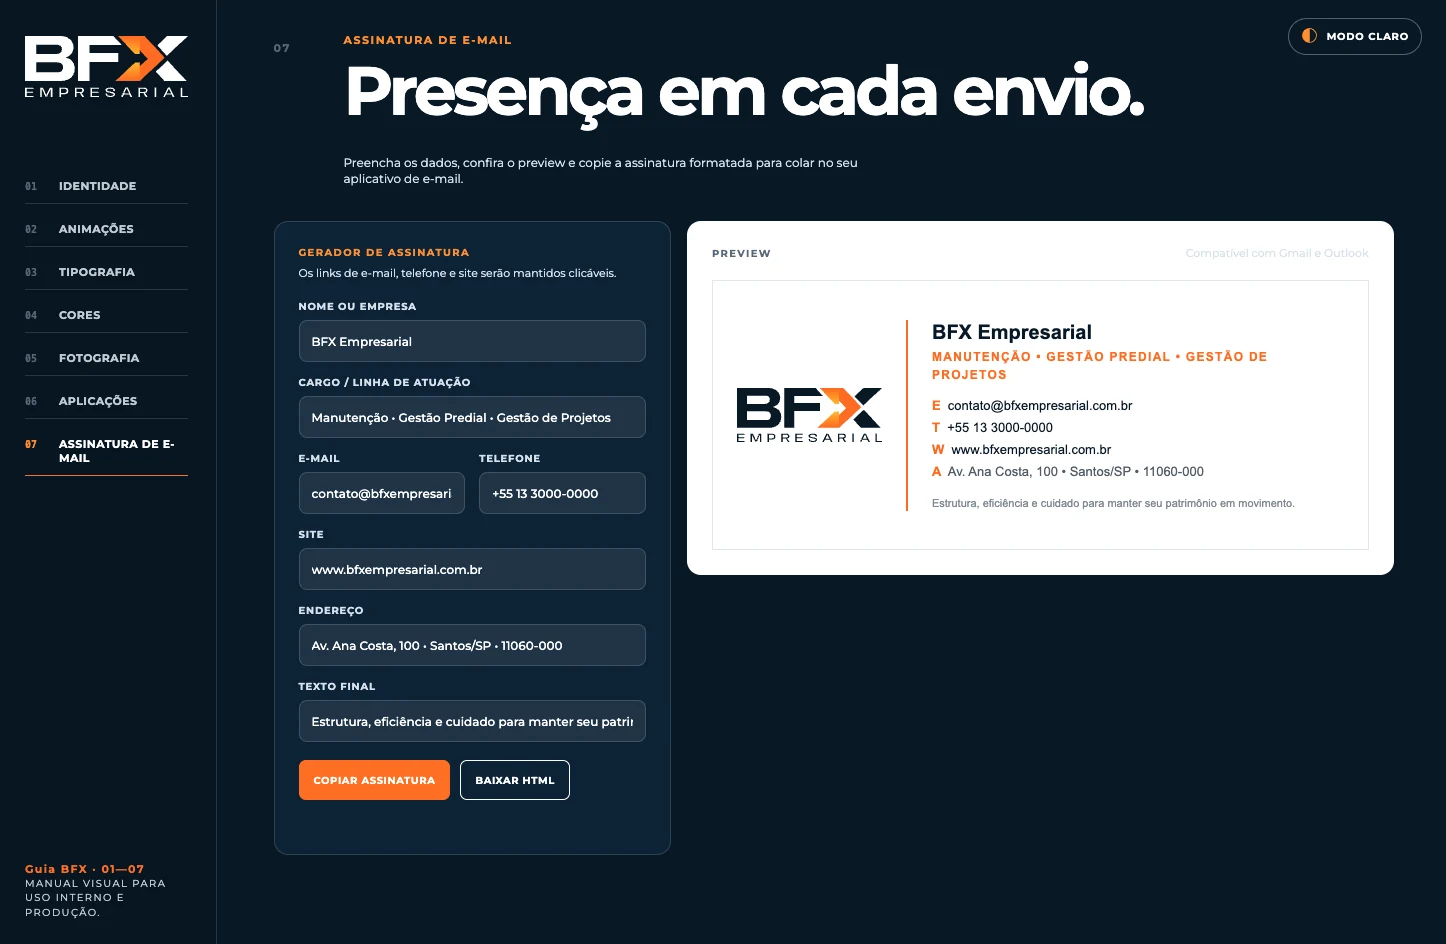 BFX
EMPRESARIAL
01 IDENTIDADE
02 ANIMAÇÕES
03 TIPOGRAFIA
04 CORES
05 FOTOGRAFIA
06 APLICAÇÕES
07 ASSINATURA DE E-
MAIL
Guia BFX · 01—07
MANUAL VISUAL PARA
USO INTERNO E
PRODUÇÃO.
MODO CLARO
07
ASSINATURA DE E-MAIL
Presença em cada envio.
Preencha os dados, confira o preview e copie a assinatura formatada para colar no seu
aplicativo de e-mail.
GERADOR DE ASSINATURA
Os links de e-mail, telefone e site serão mantidos clicáveis.
NOME OU EMPRESA
BFX Empresarial
CARGO / LINHA DE ATUAÇÃO
Manutenção • Gestão Predial • Gestão de Projetos
E-MAIL
contato@bfxempresari
TELEFONE
+55 13 3000-0000
SITE
www.bfxempresarial.com.br
ENDEREÇO
Av. Ana Costa, 100 • Santos/SP • 11060-000
TEXTO FINAL
Estrutura, eficiência e cuidado para manter seu patrir
COPIAR ASSINATURA
BAIXAR HTML
PREVIEW
Compatível com Gmail e Outlook
BFX
EMPRESARIAL
BFX Empresarial
MANUTENÇÃO • GESTÃO PREDIAL • GESTÃO DE
PROJETOS
E contato@bfxempresarial.com.br
T +55 13 3000-0000
W www.bfxempresarial.com.br
A Av. Ana Costa, 100 • Santos/SP • 11060-000
Estrutura, eficiência e cuidado para manter seu patrimônio em movimento.